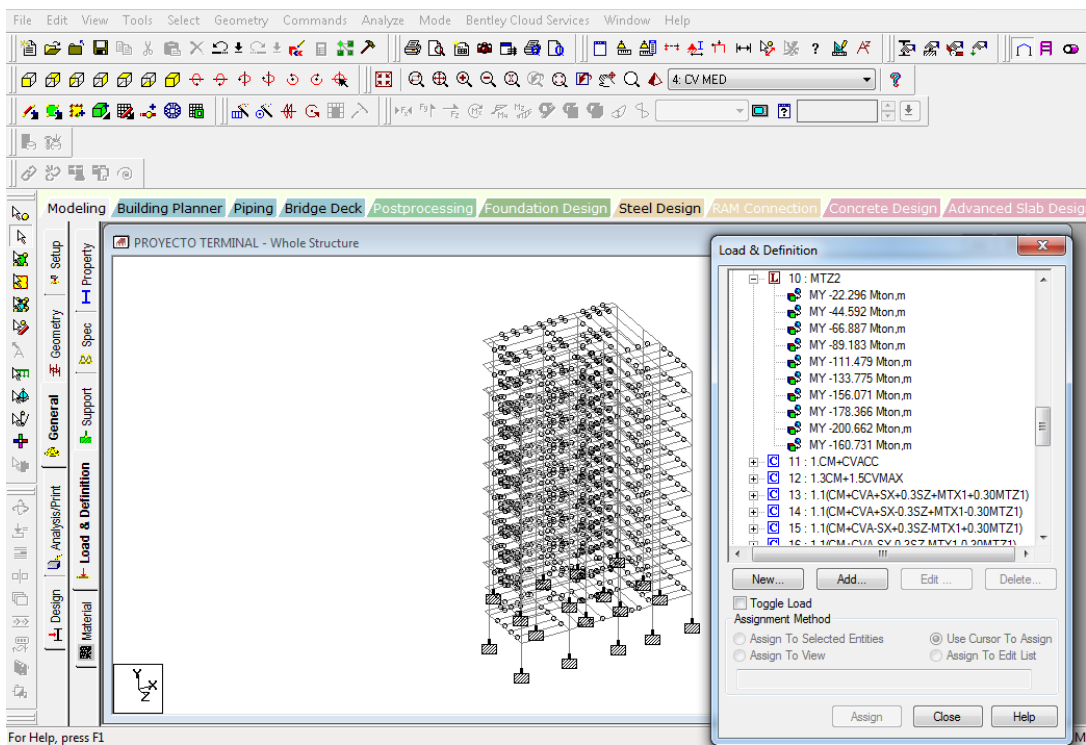 File Edit View Tools Select Geometry Commands Analyze Mode Bentley Cloud Services Window Help
4: CV MED
Modeling Building Planner Piping Bridge Deck Postprocessing Foundation Design Steel Design RAM Connection Concrete Design Advanced Slab Desig
Setup
Geometry
General
Analysis/Print
Design
Property
Spec
Support
Load & Definition
Material
PROYECTO TERMINAL - Whole Structure
Y
X
Z
Load & Definition
10 : MTZ2
MY -22.296 Mton,m
MY -44.592 Mton,m
MY -66.887 Mton,m
MY -89.183 Mton,m
MY -111.479 Mton,m
MY -133.775 Mton,m
MY -156.071 Mton,m
MY -178.366 Mton,m
MY -200.662 Mton,m
MY -160.731 Mton,m
11 : 1.CM+CVACC
12 : 1.3CM+1.5CVMAX
13 : 1.1(CM+CVA+SX+0.3SZ+MTX1+0.30MTZ1)
14 : 1.1(CM+CVA+SX-0.3SZ+MTX1-0.30MTZ1)
15 : 1.1(CM+CVA-SX+0.3SZ-MTX1+0.30MTZ1)
New... Add... Edit ... Delete...
Toggle Load
Assignment Method
Assign To Selected Entities Use Cursor To Assign
Assign To View Assign To Edit List
Assign Close Help
For Help, press F1